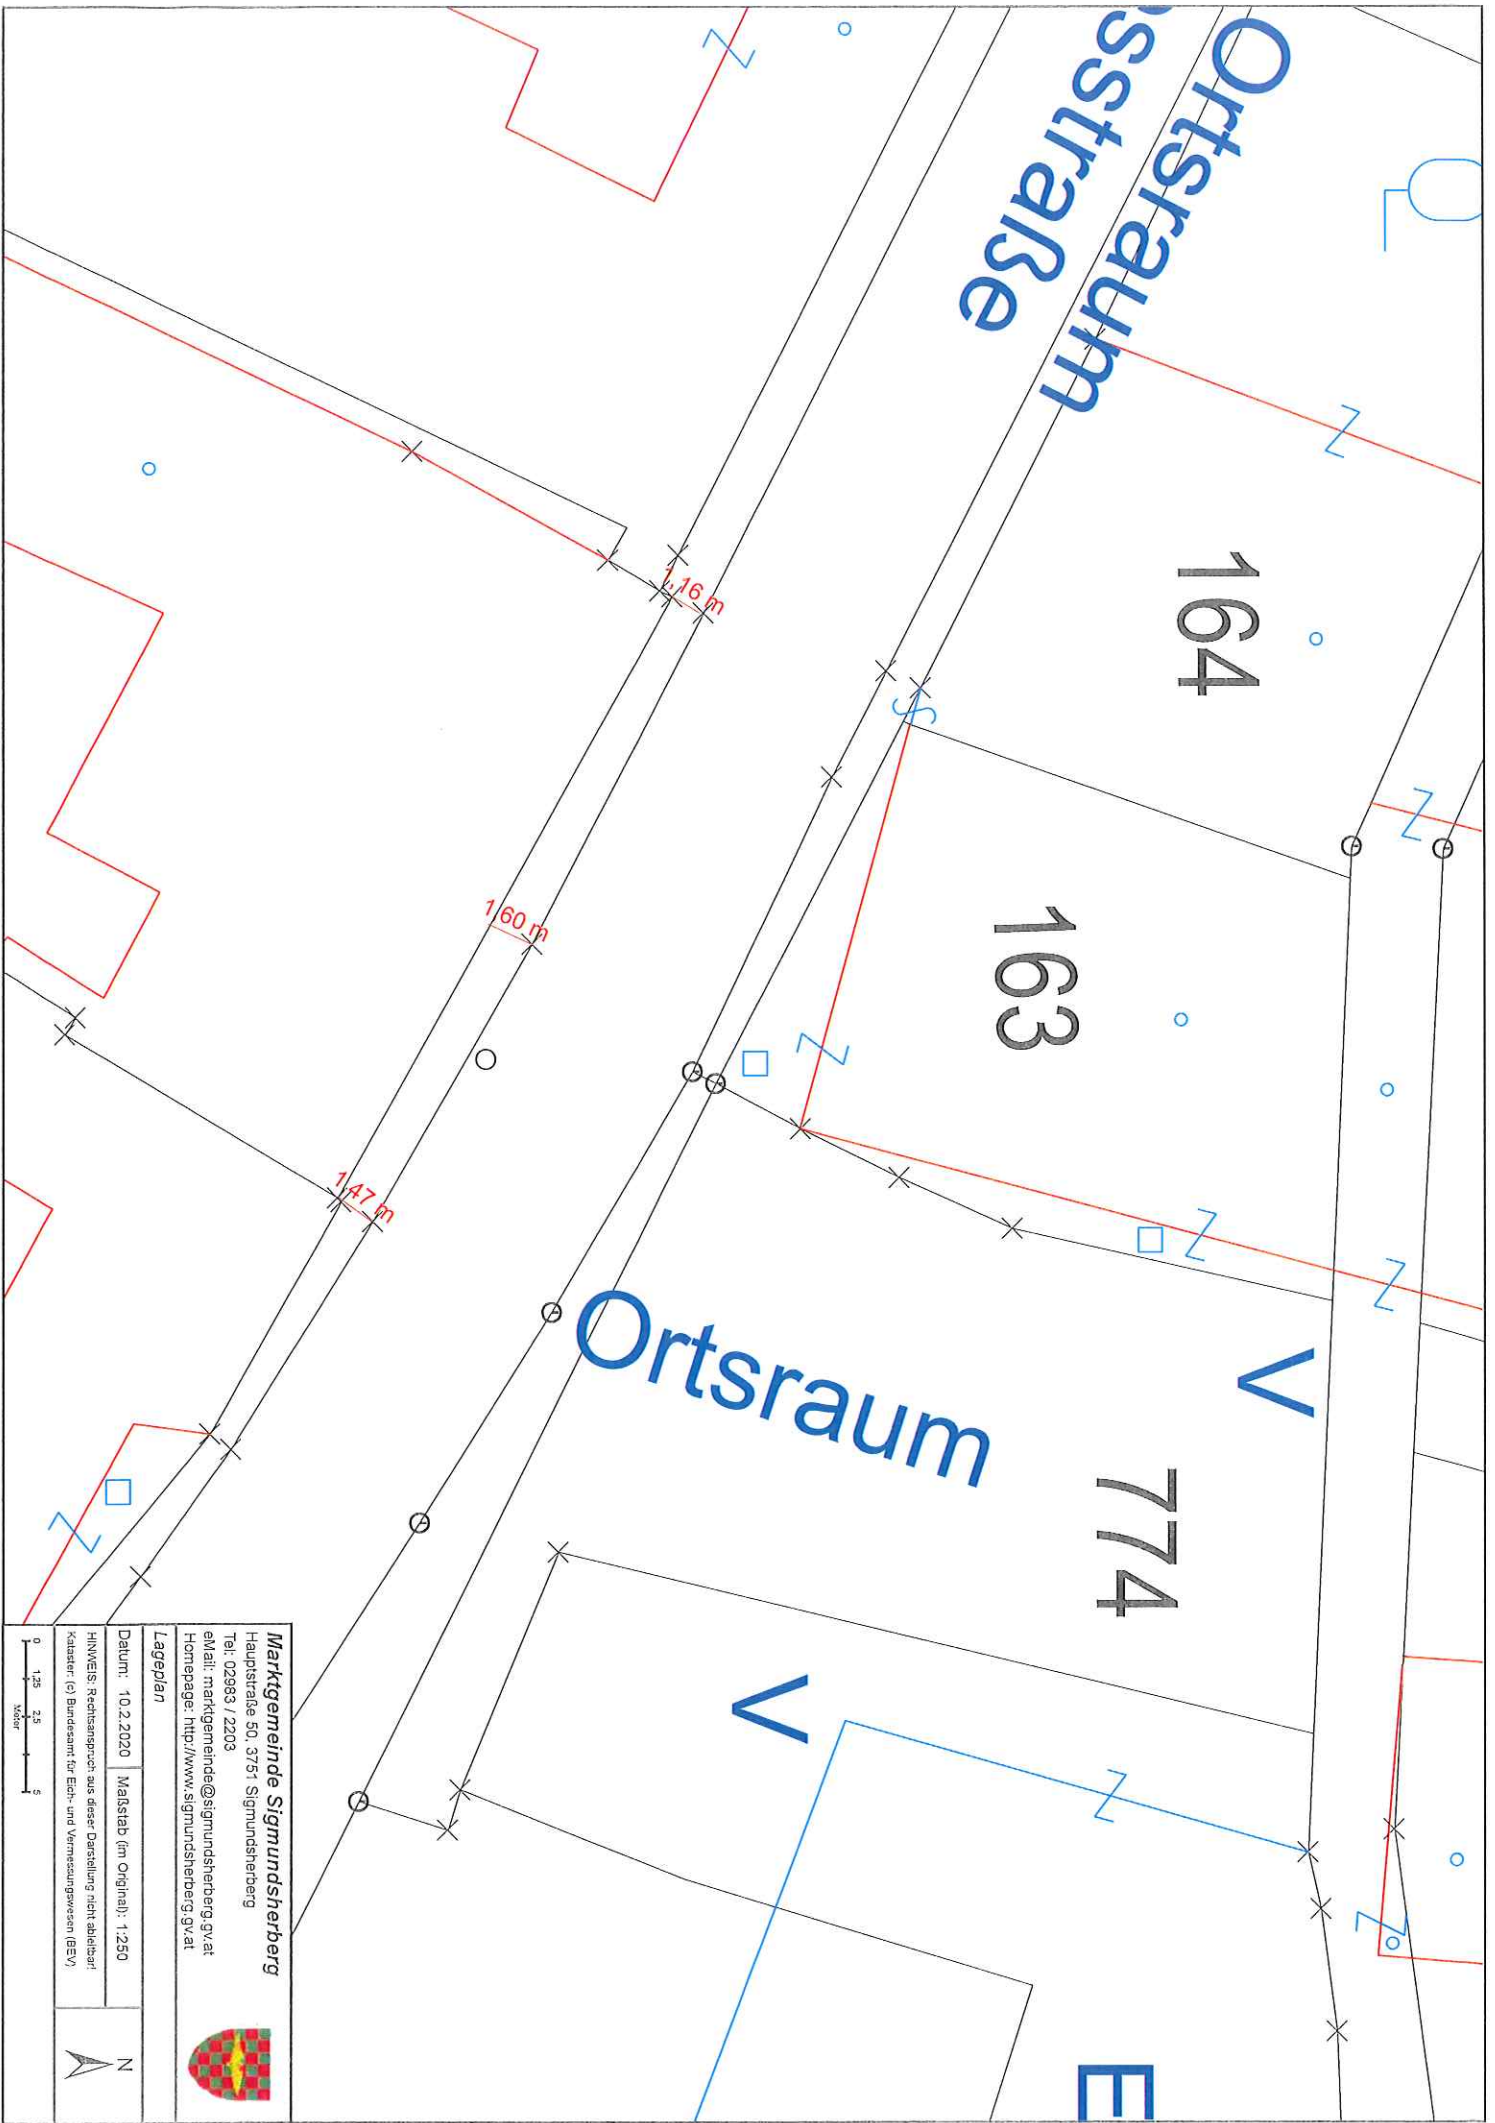 Ortsraum
sstraße
164
163
774
Ortsraum
V
V
E
1,16 m
1,60 m
1,47 m
Marktgemeinde Sigmundsherberg
Hauptstraße 50, 3751 Sigmundsherberg
Tel: 02983 / 2203
eMail: marktgemeinde@sigmundsherberg.gv.at
Homepage: http://www.sigmundsherberg.gv.at
Lageplan
Datum: 10.2.2020 Maßstab (im Original): 1:250
HINWEIS: Rechtsanspruch aus dieser Darstellung nicht ableitbar!
Kataster: (c) Bundesamt für Eich- und Vermessungswesen (BEV)
N
0 1,25 2,5 5
Meter